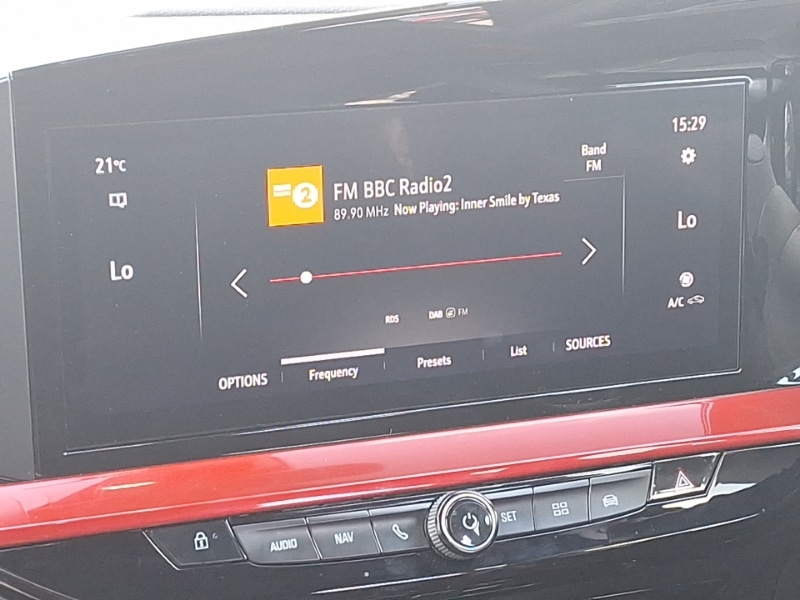 21°C
15:29
Band
FM
2
FM BBC Radio2
89.90 MHz Now Playing: Inner Smile by Texas
Lo
Lo
A/C
RDS
DAB FM
OPTIONS
Frequency
Presets
List
SOURCES
AUDIO
NAV
SET